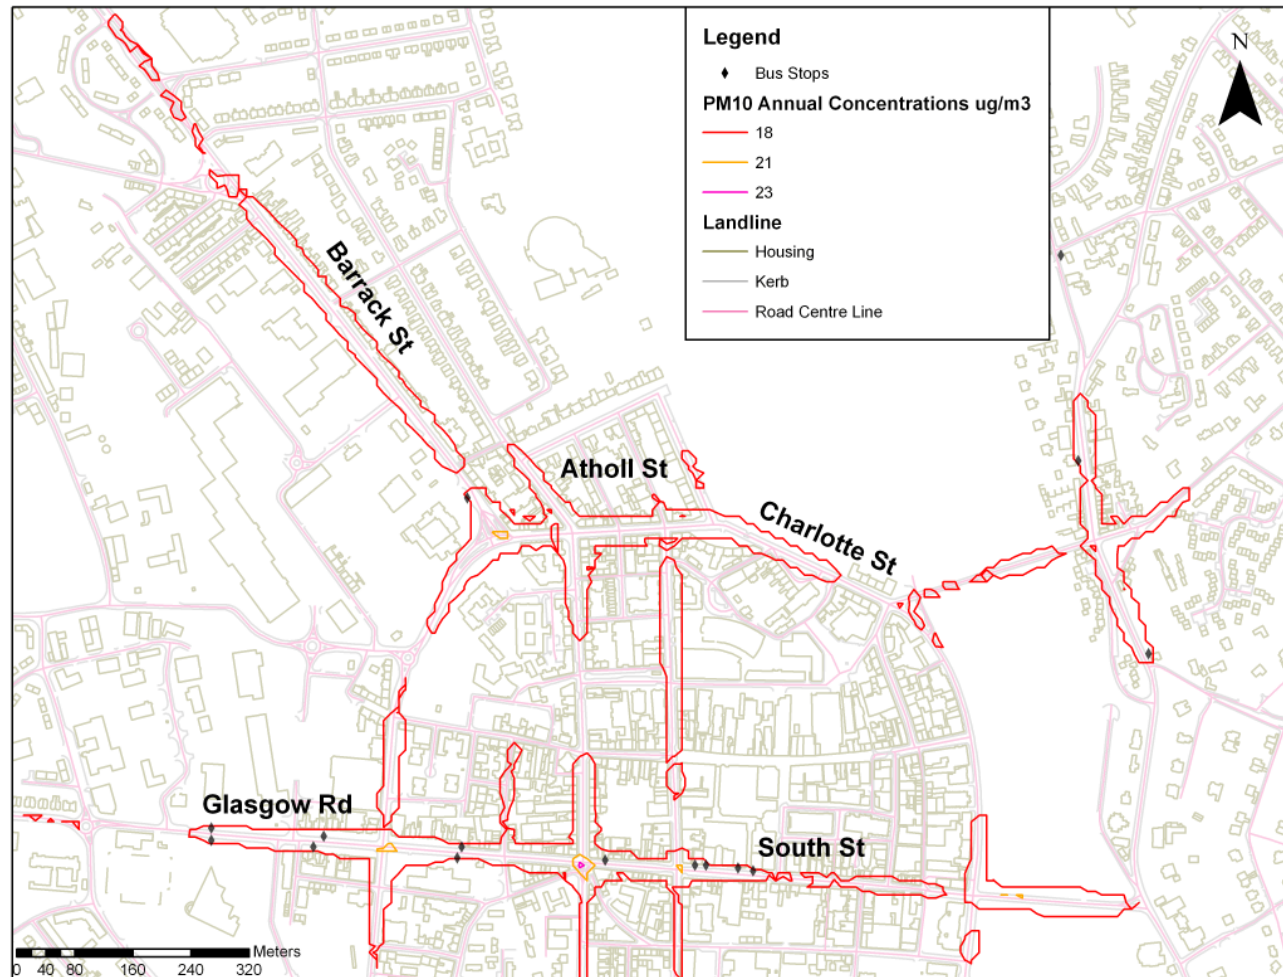 Legend
N
Bus Stops
PM10 Annual Concentrations ug/m3
18
21
23
Landline
Housing
Kerb
Road Centre Line
Barrack St
Atholl St
Charlotte St
Glasgow Rd
South St
Meters
0 40 80 160 240 320